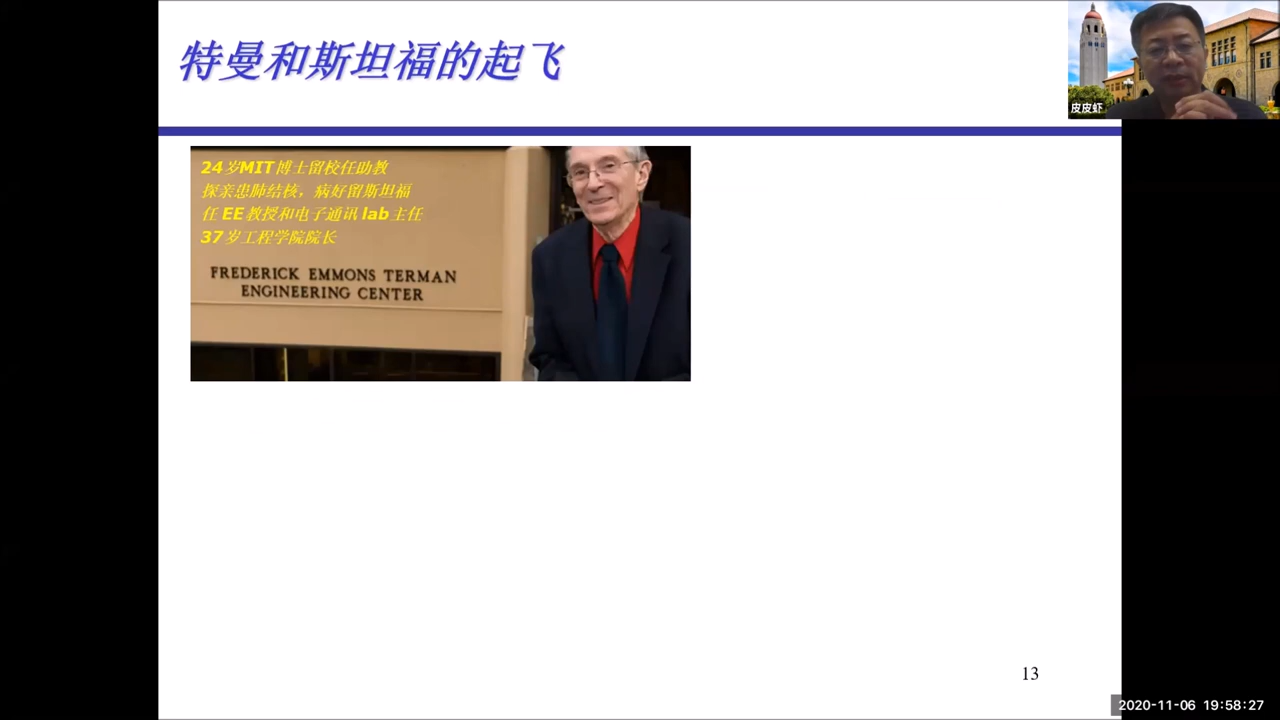 特曼和斯坦福的起飞
皮皮虾
24岁MIT博士留校任助教
探亲患肺结核，病好留斯坦福
任EE教授和电子通讯lab主任
37岁工程学院院长
FREDERICK EMMONS TERMAN
ENGINEERING CENTER
13
2020-11-06 19:58:27